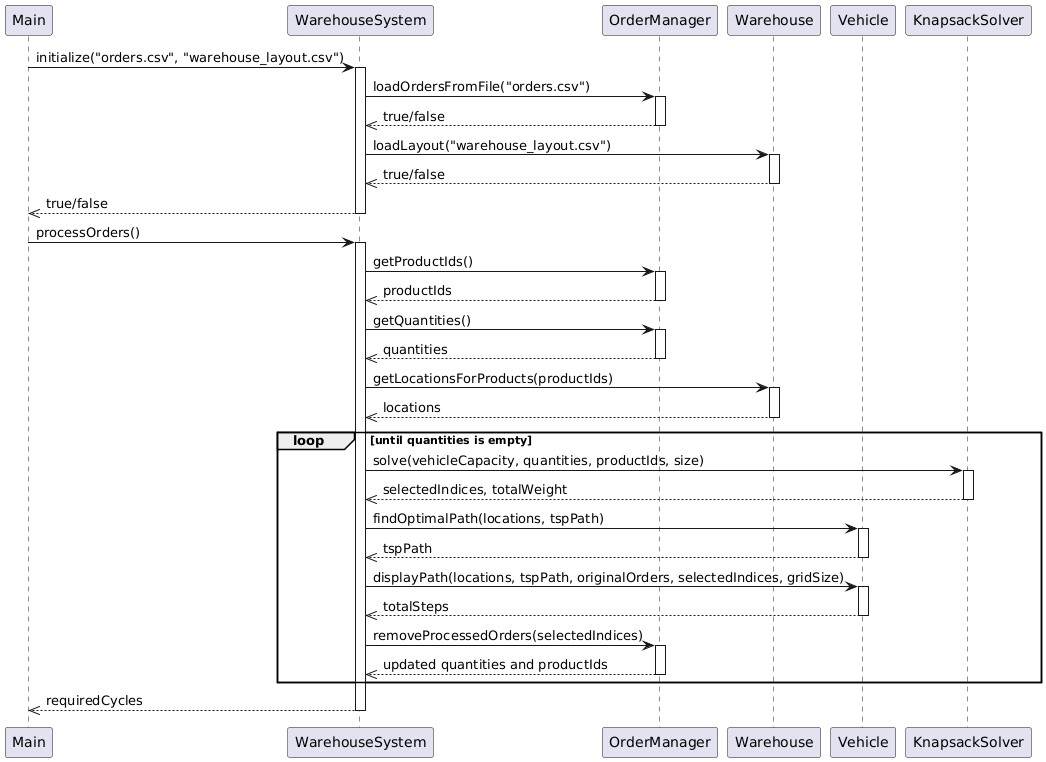 Main WarehouseSystem OrderManager Warehouse Vehicle KnapsackSolver
initialize("orders.csv", "warehouse_layout.csv")
loadOrdersFromFile("orders.csv")
true/false
loadLayout("warehouse_layout.csv")
true/false
true/false
processOrders()
getProductIds()
productIds
getQuantities()
quantities
getLocationsForProducts(productIds)
locations
loop [until quantities is empty]
solve(vehicleCapacity, quantities, productIds, size)
selectedIndices, totalWeight
findOptimalPath(locations, tspPath)
tspPath
displayPath(locations, tspPath, originalOrders, selectedIndices, gridSize)
totalSteps
removeProcessedOrders(selectedIndices)
updated quantities and productIds
requiredCycles
Main WarehouseSystem OrderManager Warehouse Vehicle KnapsackSolver